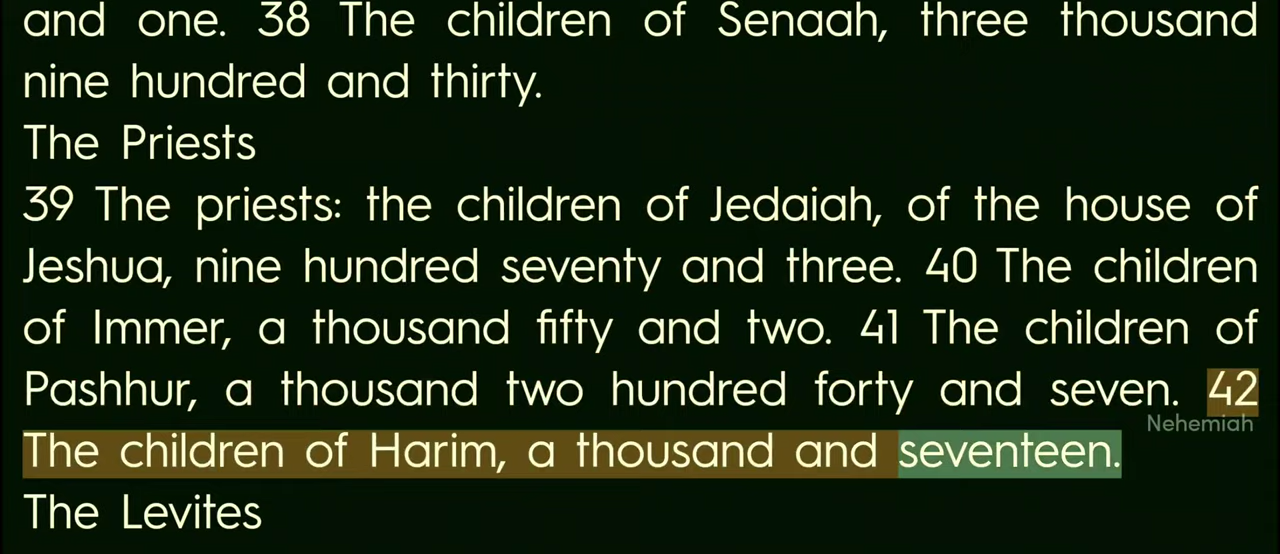 and one. 38 The children of Senaah, three thousand
nine hundred and thirty.
The Priests
39 The priests: the children of Jedaiah, of the house of
Jeshua, nine hundred seventy and three. 40 The children
of Immer, a thousand fifty and two. 41 The children of
Pashhur, a thousand two hundred forty and seven. 42
Nehemiah
The children of Harim, a thousand and seventeen.
The Levites